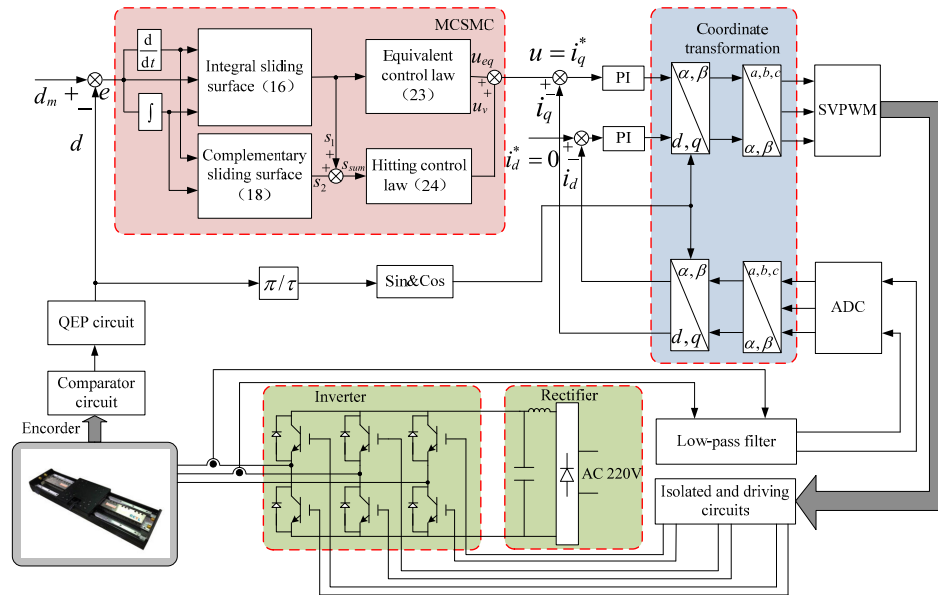 MCSMC
d
dt
∫
d_m + − e
d
Integral sliding
surface (16)
Complementary
sliding surface
(18)
Equivalent
control law
(23)
Hitting control
law (24)
s_1
+
+
s_2
s_sum
u_eq
+
+
u_v
u = i_q^*
+ −
i_q
i_d^* = 0
+ −
i_d
PI
PI
Coordinate
transformation
α, β
d, q
a, b, c
α, β
SVPWM
π/τ
Sin&Cos
α, β
d, q
a, b, c
α, β
ADC
QEP circuit
Comparator
circuit
Encorder
Inverter
Rectifier
AC 220V
Low-pass filter
Isolated and driving
circuits